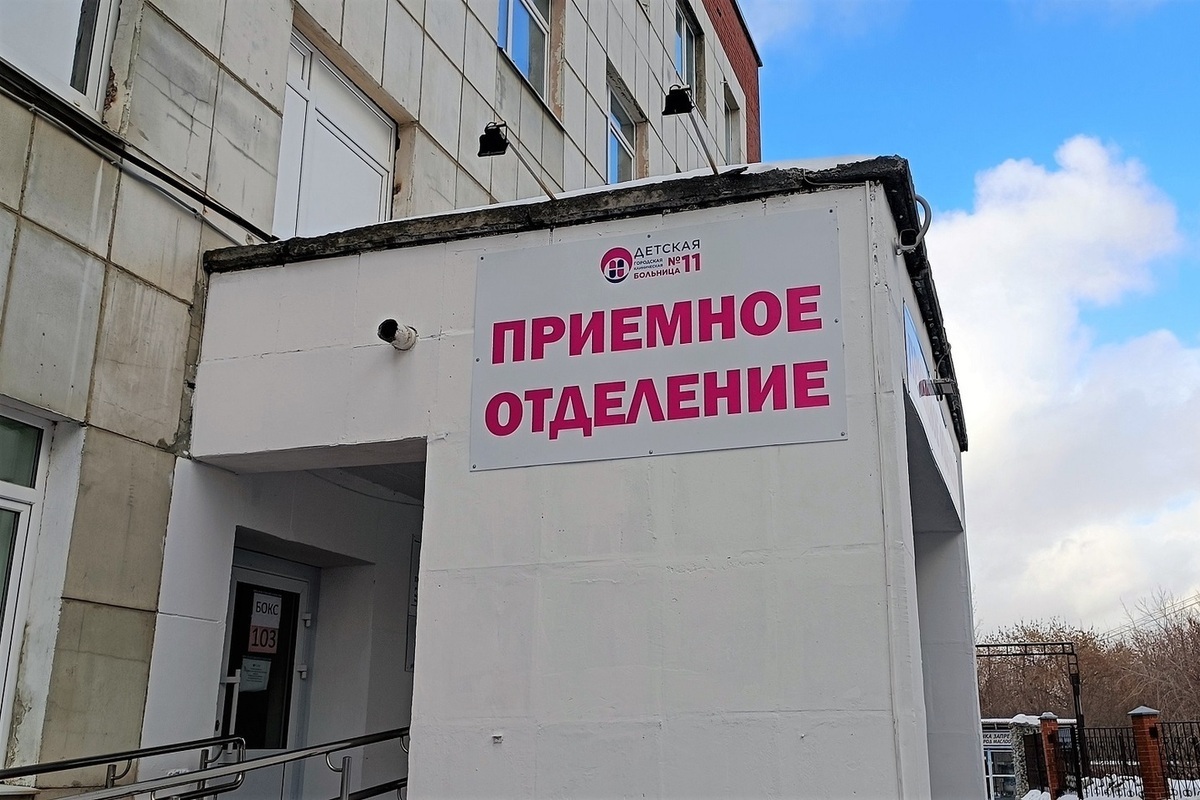 ДЕТСКАЯ
ГОРОДСКАЯ
КЛИНИЧЕСКАЯ
БОЛЬНИЦА №11
ПРИЕМНОЕ
ОТДЕЛЕНИЕ
БОКС
103